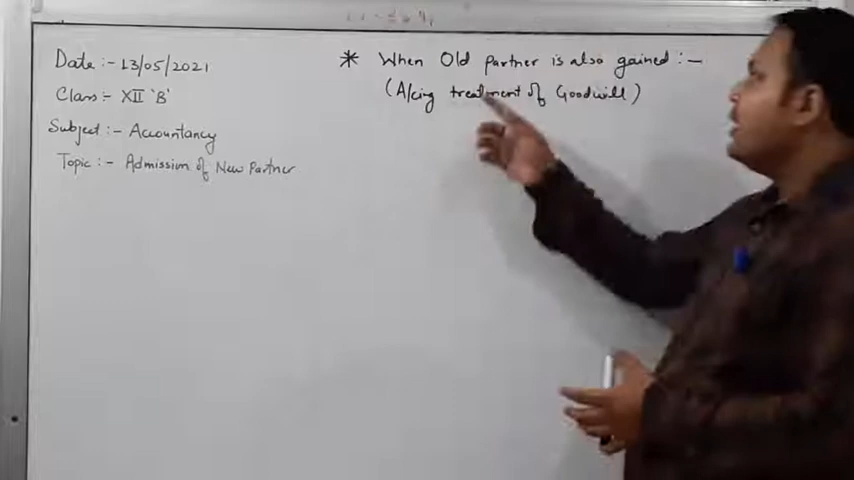 Date :- 13/05/2021
Class :- XII 'B'
Subject :- Accountancy
Topic :- Admission of New Partner
* When Old partner is also gained :-
(A/cing treatment of Goodwill)